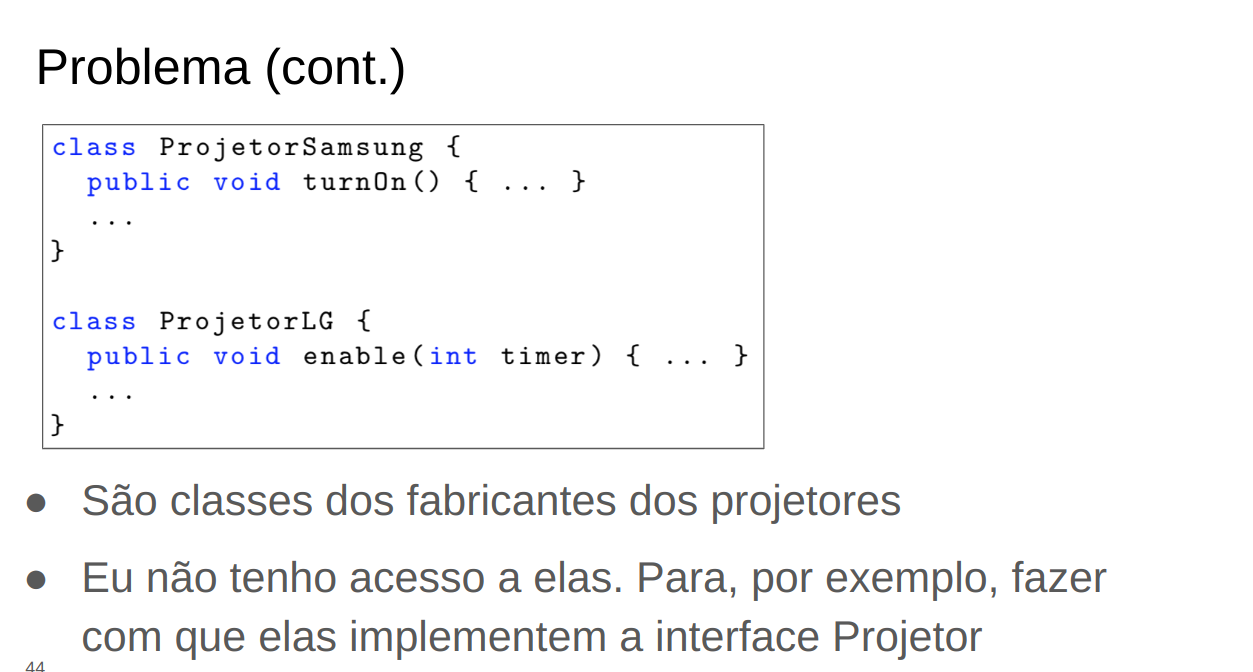 Problema (cont.)
class ProjetorSamsung {
public void turnOn() { ... }
...
}
class ProjetorLG {
public void enable(int timer) { ... }
...
}
● São classes dos fabricantes dos projetores
● Eu não tenho acesso a elas. Para, por exemplo, fazer
com que elas implementem a interface Projetor
44